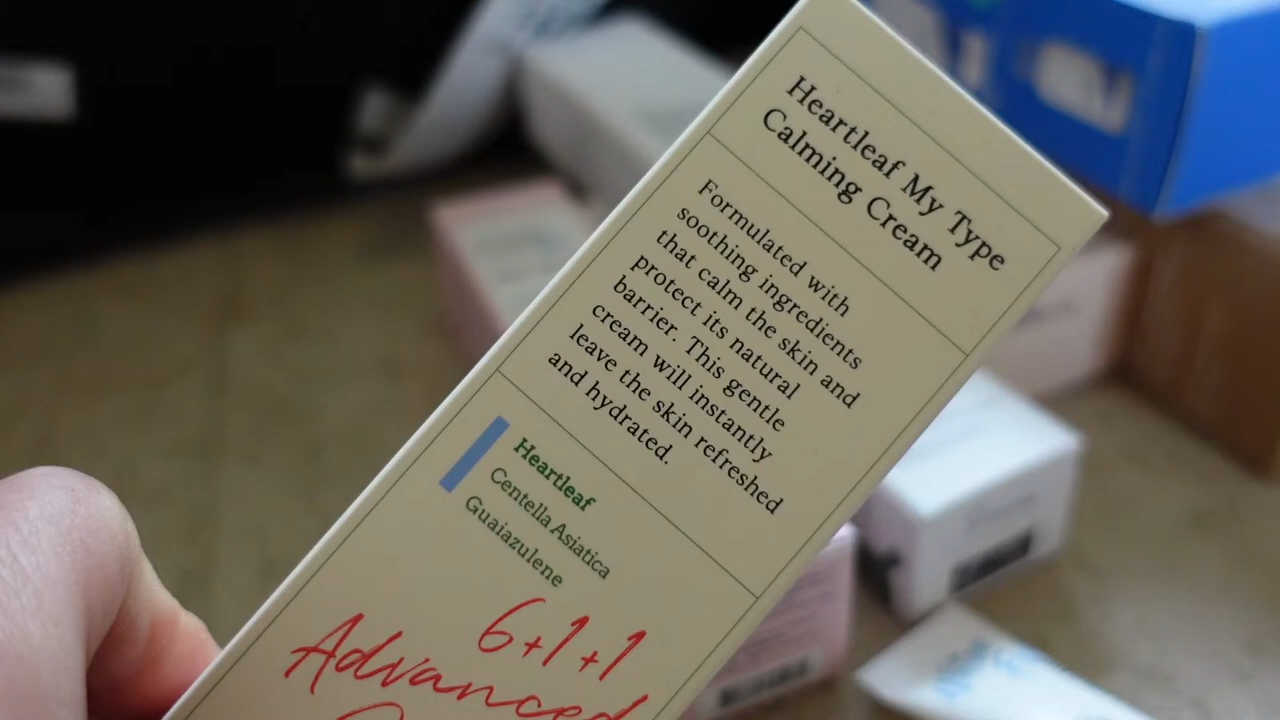 Heartleaf My Type
Calming Cream
Formulated with
soothing ingredients
that calm the skin and
protect its natural
barrier. This gentle
cream will instantly
leave the skin refreshed
and hydrated.
Heartleaf
Centella Asiatica
Guaiazulene
6+1+1
Advanced